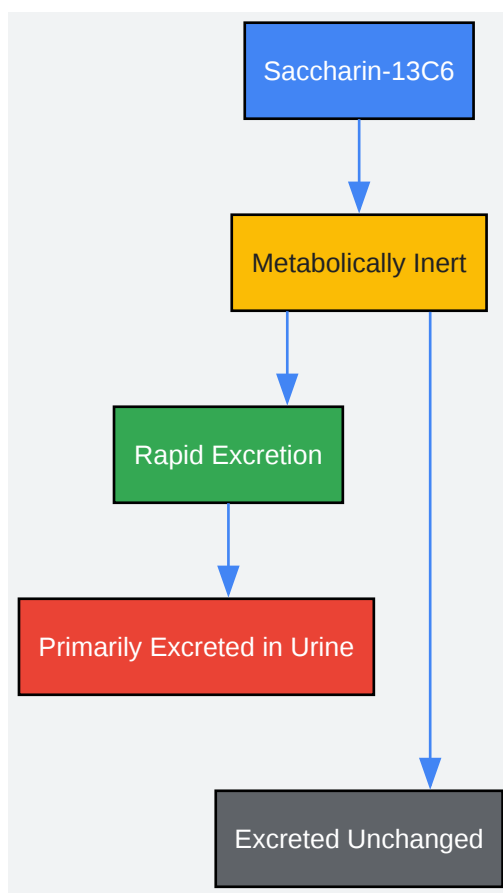 Saccharin-13C6
Metabolically Inert
Rapid Excretion
Primarily Excreted in Urine
Excreted Unchanged